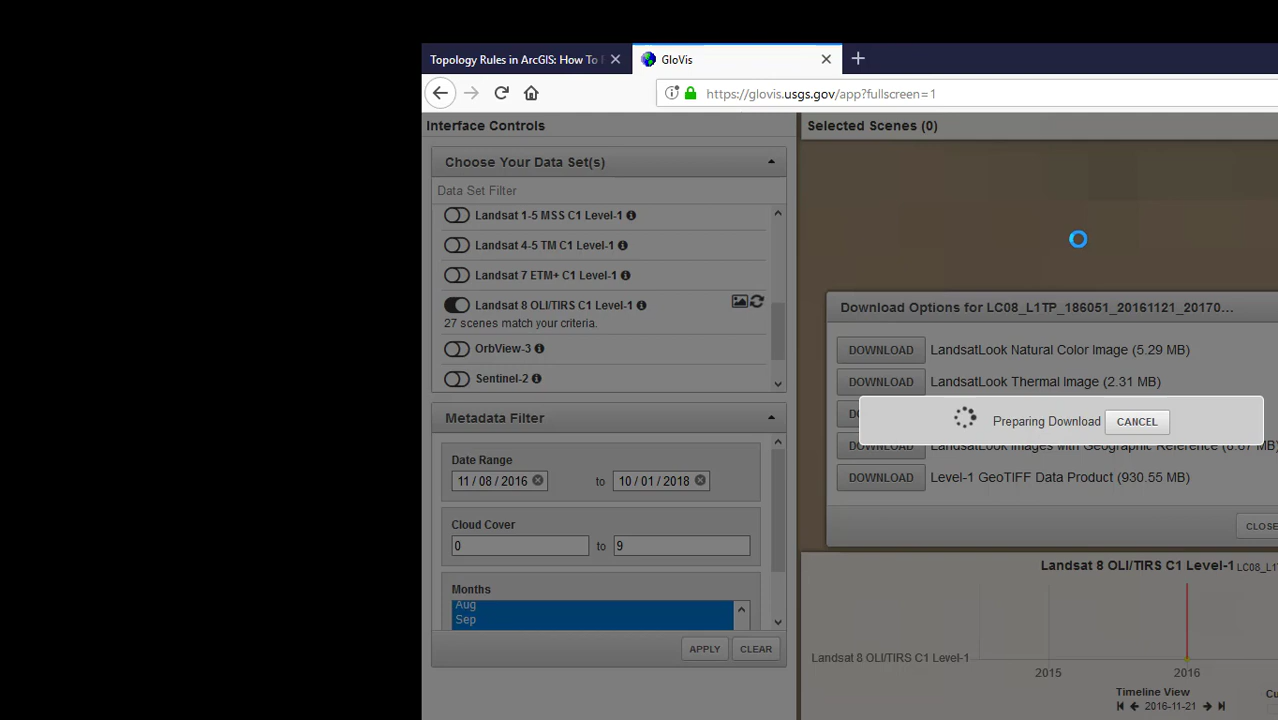 Topology Rules in ArcGIS: How To
GloVis
https://glovis.usgs.gov/app?fullscreen=1
Interface Controls
Selected Scenes (0)
Choose Your Data Set(s)
Data Set Filter
Landsat 1-5 MSS C1 Level-1
Landsat 4-5 TM C1 Level-1
Landsat 7 ETM+ C1 Level-1
Landsat 8 OLI/TIRS C1 Level-1
27 scenes match your criteria.
OrbView-3
Sentinel-2
Download Options for LC08_L1TP_186051_20161121_20170...
DOWNLOAD LandsatLook Natural Color Image (5.29 MB)
DOWNLOAD LandsatLook Thermal Image (2.31 MB)
Preparing Download CANCEL
DOWNLOAD LandsatLook Images with Geographic Reference
DOWNLOAD Level-1 GeoTIFF Data Product (930.55 MB)
CLOSE
Metadata Filter
Date Range
11 / 08 / 2016 to 10 / 01 / 2018
Cloud Cover
0 to 9
Months
Aug
Sep
APPLY CLEAR
Landsat 8 OLI/TIRS C1 Level-1
Landsat 8 OLI/TIRS C1 Level-1
2015 2016
Timeline View
2016-11-21